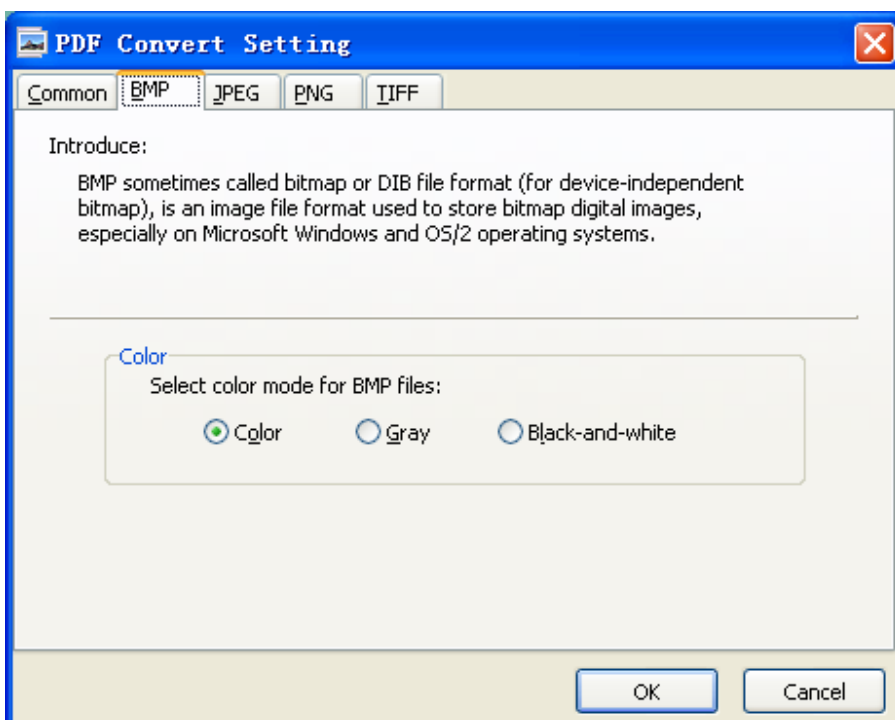 PDF Convert Setting
Common BMP JPEG PNG TIFF
Introduce:
BMP sometimes called bitmap or DIB file format (for device-independent
bitmap), is an image file format used to store bitmap digital images,
especially on Microsoft Windows and OS/2 operating systems.
Color
Select color mode for BMP files:
Color Gray Black-and-white
OK Cancel